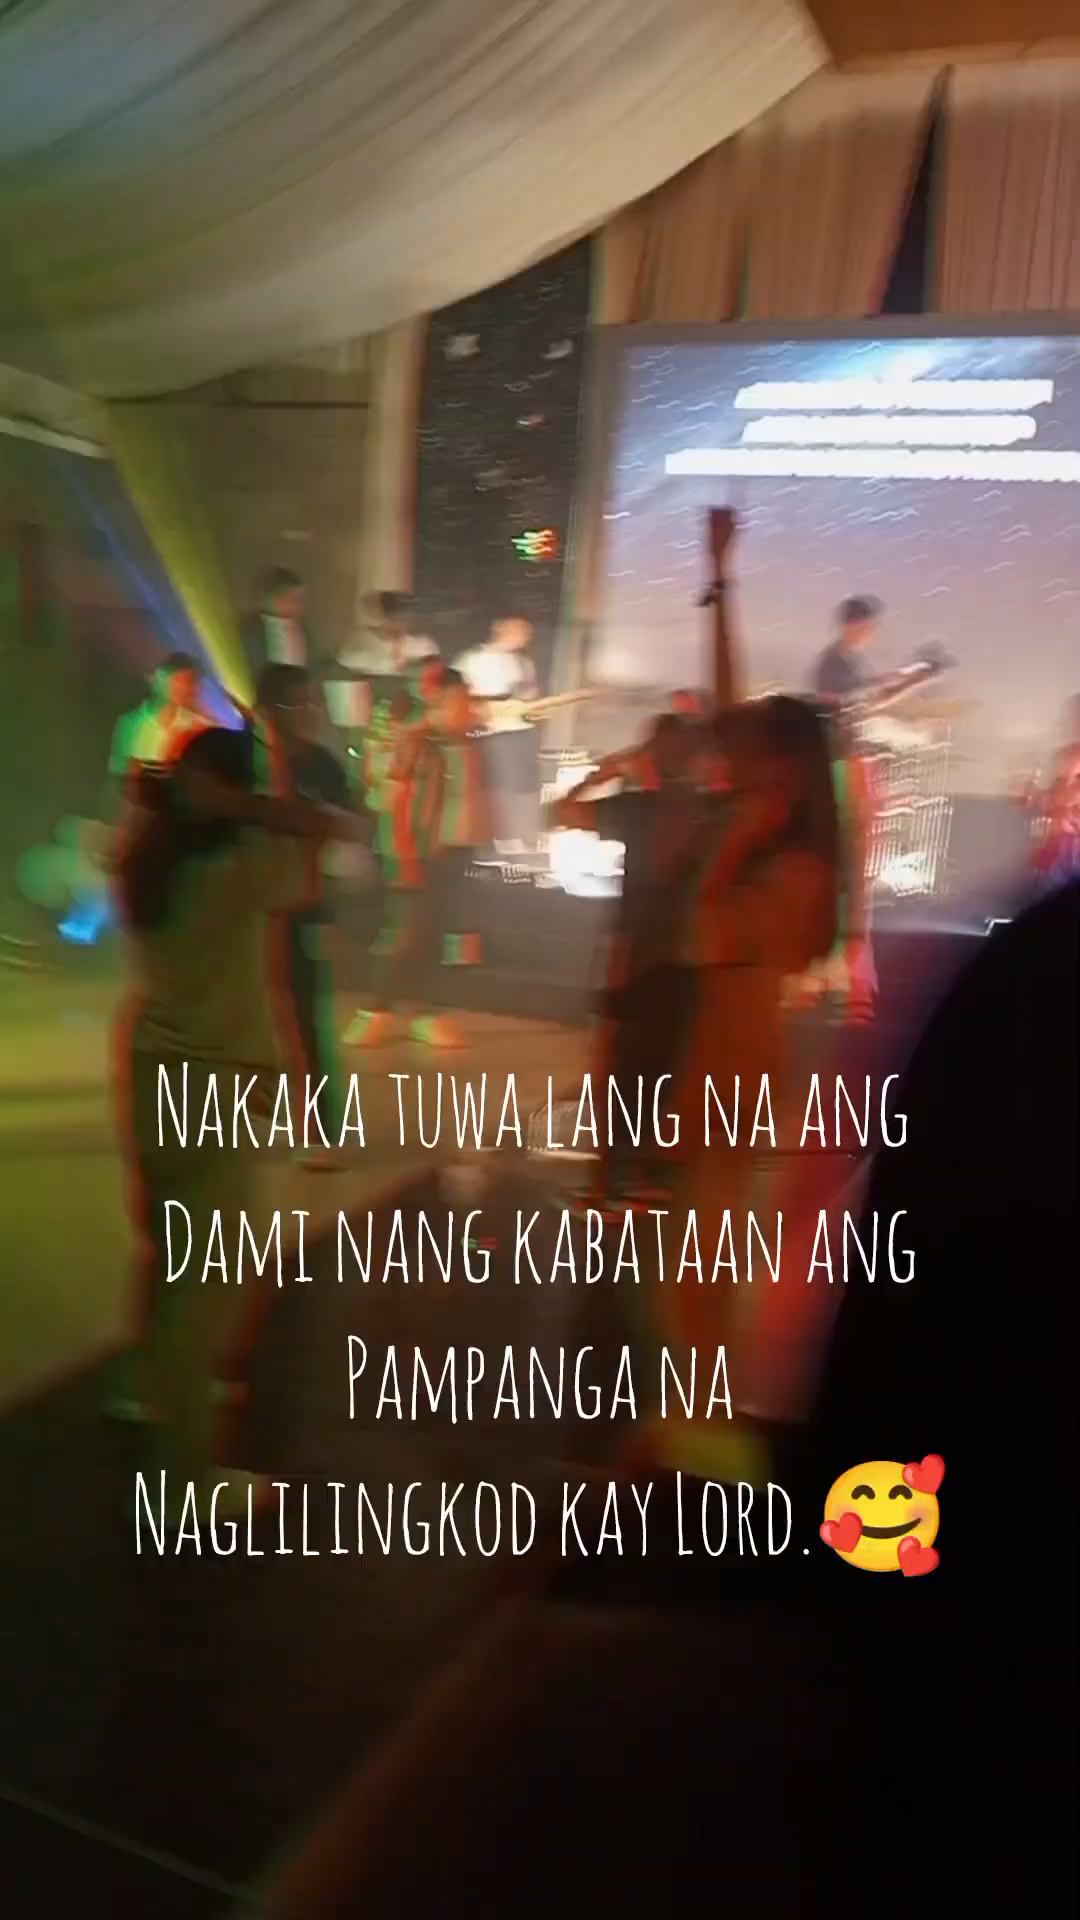 Nakaka tuwa lang na ang
Dami nang kabataan ang
Pampanga na
Naglilingkod kay Lord.🥰